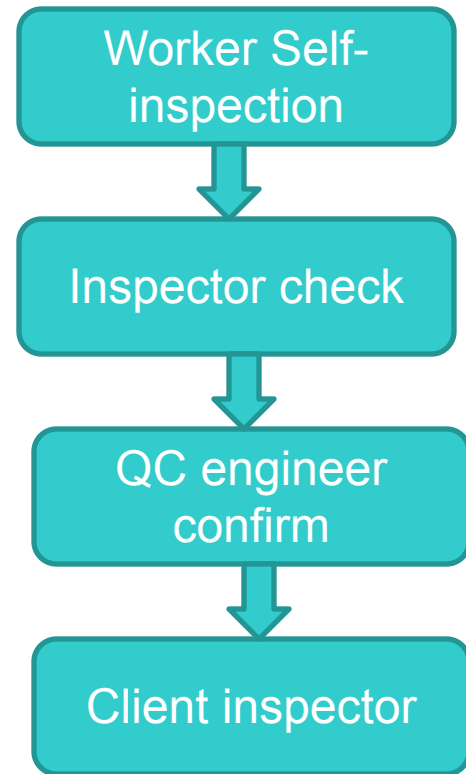 Worker Self-
inspection
Inspector check
QC engineer
confirm
Client inspector